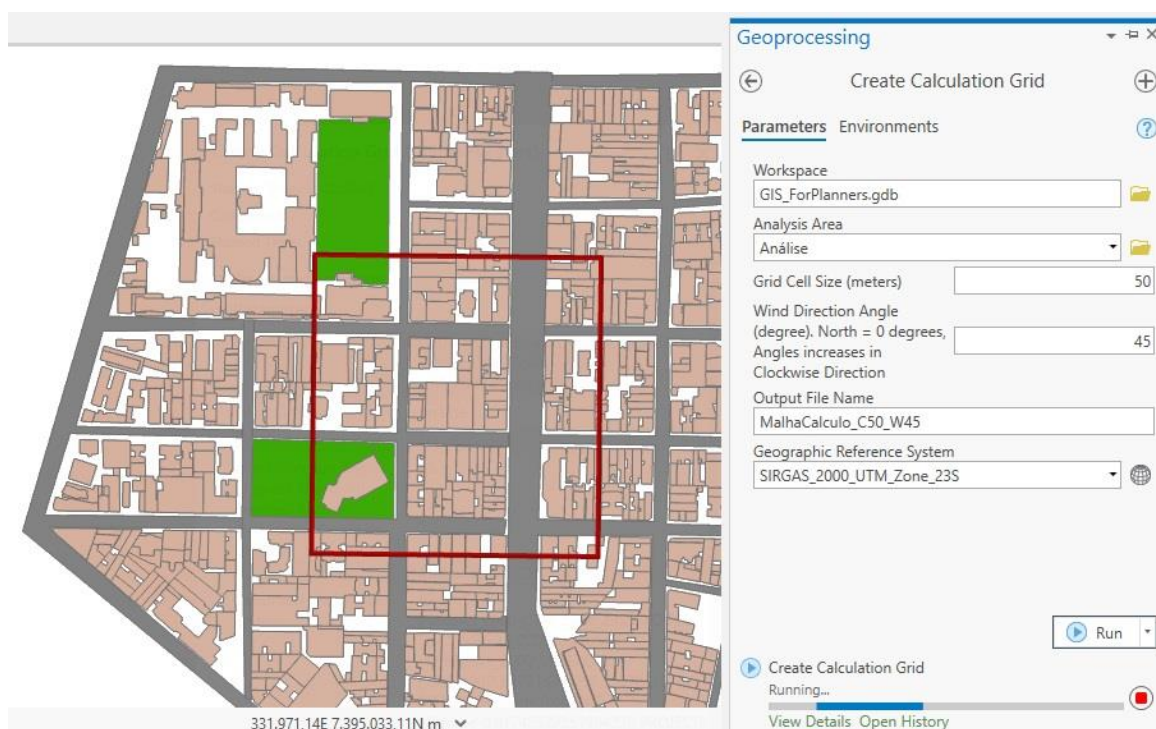 Geoprocessing
Create Calculation Grid
Parameters Environments
Workspace
GIS_ForPlanners.gdb
Analysis Area
Análise
Grid Cell Size (meters)
50
Wind Direction Angle
(degree). North = 0 degrees,
Angles increases in
Clockwise Direction
45
Output File Name
MalhaCalculo_C50_W45
Geographic Reference System
SIRGAS_2000_UTM_Zone_23S
Run
Create Calculation Grid
Running...
View Details Open History
331.971,14E 7.395.033,11N m